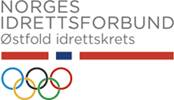 NORGES
IDRETTSFORBUND
Østfold idrettskrets